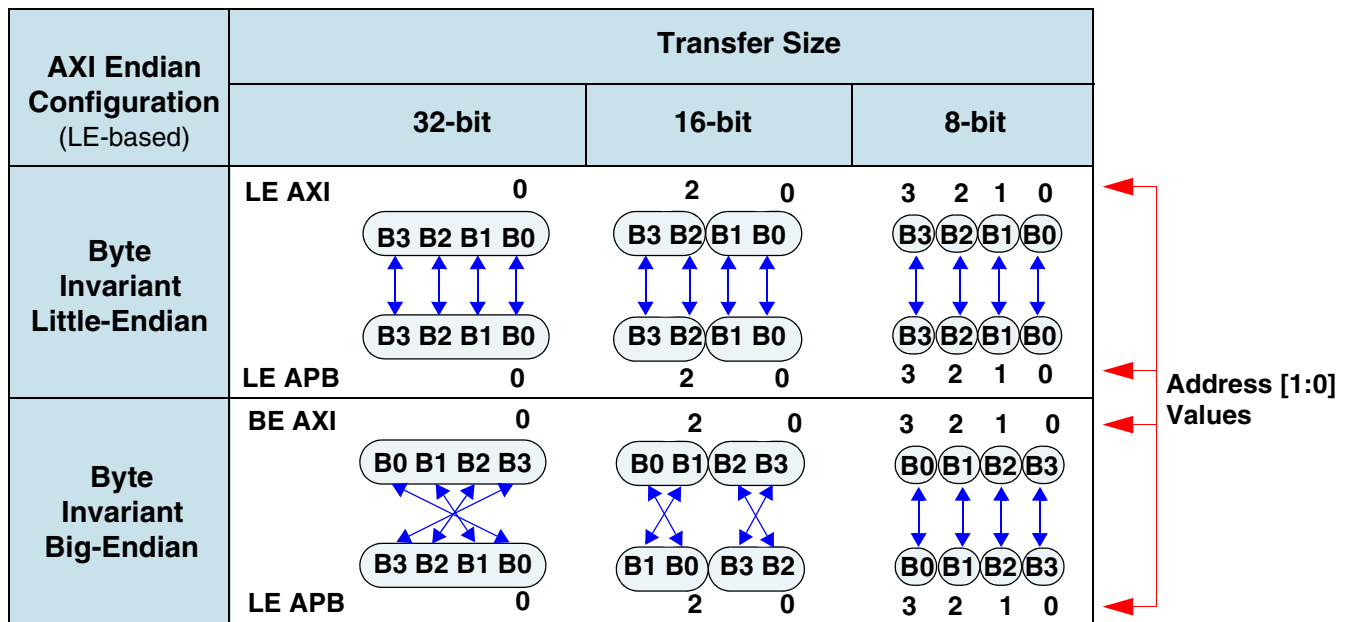 AXI Endian
Configuration
(LE-based)
Transfer Size
32-bit
16-bit
8-bit
Byte
Invariant
Little-Endian
LE AXI
0
2 0
3 2 1 0
B3 B2 B1 B0
B3 B2 B1 B0
B3 B2 B1 B0
B3 B2 B1 B0
B3 B2 B1 B0
B3 B2 B1 B0
LE APB
0
2 0
3 2 1 0
Byte
Invariant
Big-Endian
BE AXI
0
2 0
3 2 1 0
B0 B1 B2 B3
B0 B1 B2 B3
B0 B1 B2 B3
B3 B2 B1 B0
B1 B0 B3 B2
B0 B1 B2 B3
LE APB
0
2 0
3 2 1 0
Address [1:0]
Values